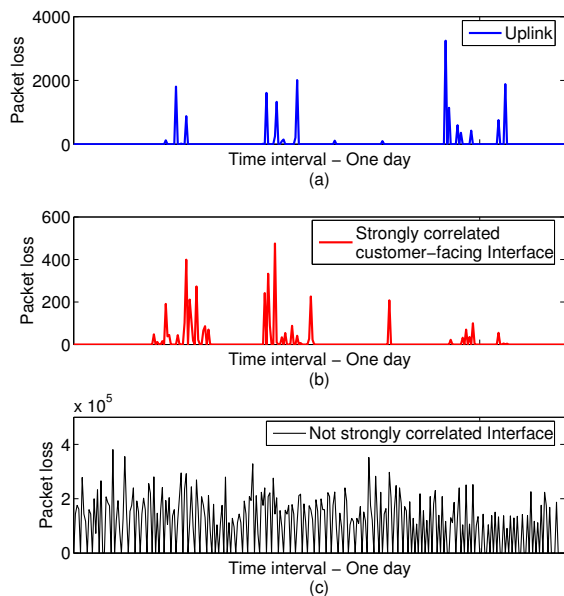 4000
Uplink
2000
0
Packet loss
Time interval − One day
(a)
600
Strongly correlated
customer−facing Interface
400
200
0
Packet loss
Time interval − One day
(b)
x 10^5
Not strongly correlated Interface
4
2
0
Packet loss
Time interval − One day
(c)